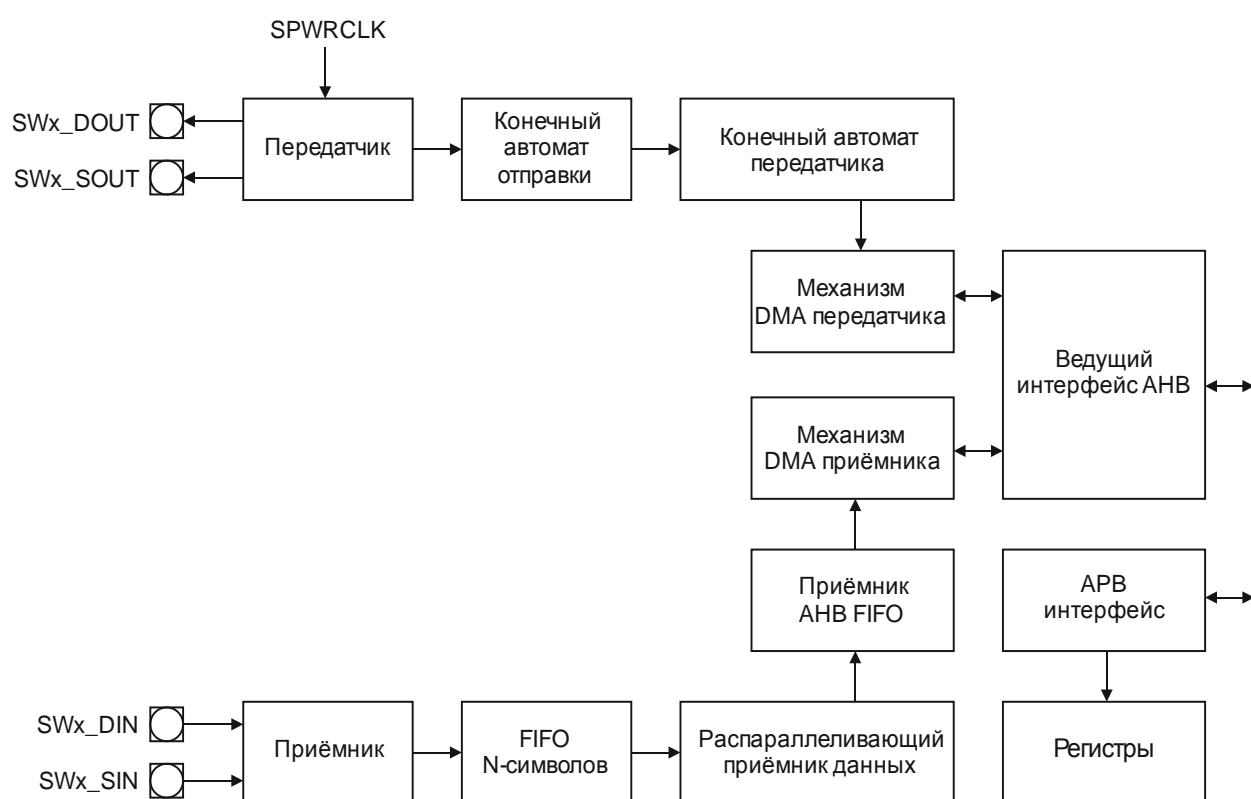 SPWRCLK
SWx_DOUT
SWx_SOUT
Передатчик
Конечный
автомат
отправки
Конечный автомат
передатчика
Механизм
DMA передатчика
Ведущий
интерфейс AHB
Механизм
DMA приёмника
Приёмник
AHB FIFO
APB
интерфейс
SWx_DIN
SWx_SIN
Приёмник
FIFO
N-символов
Распараллеливающий
приёмник данных
Регистры